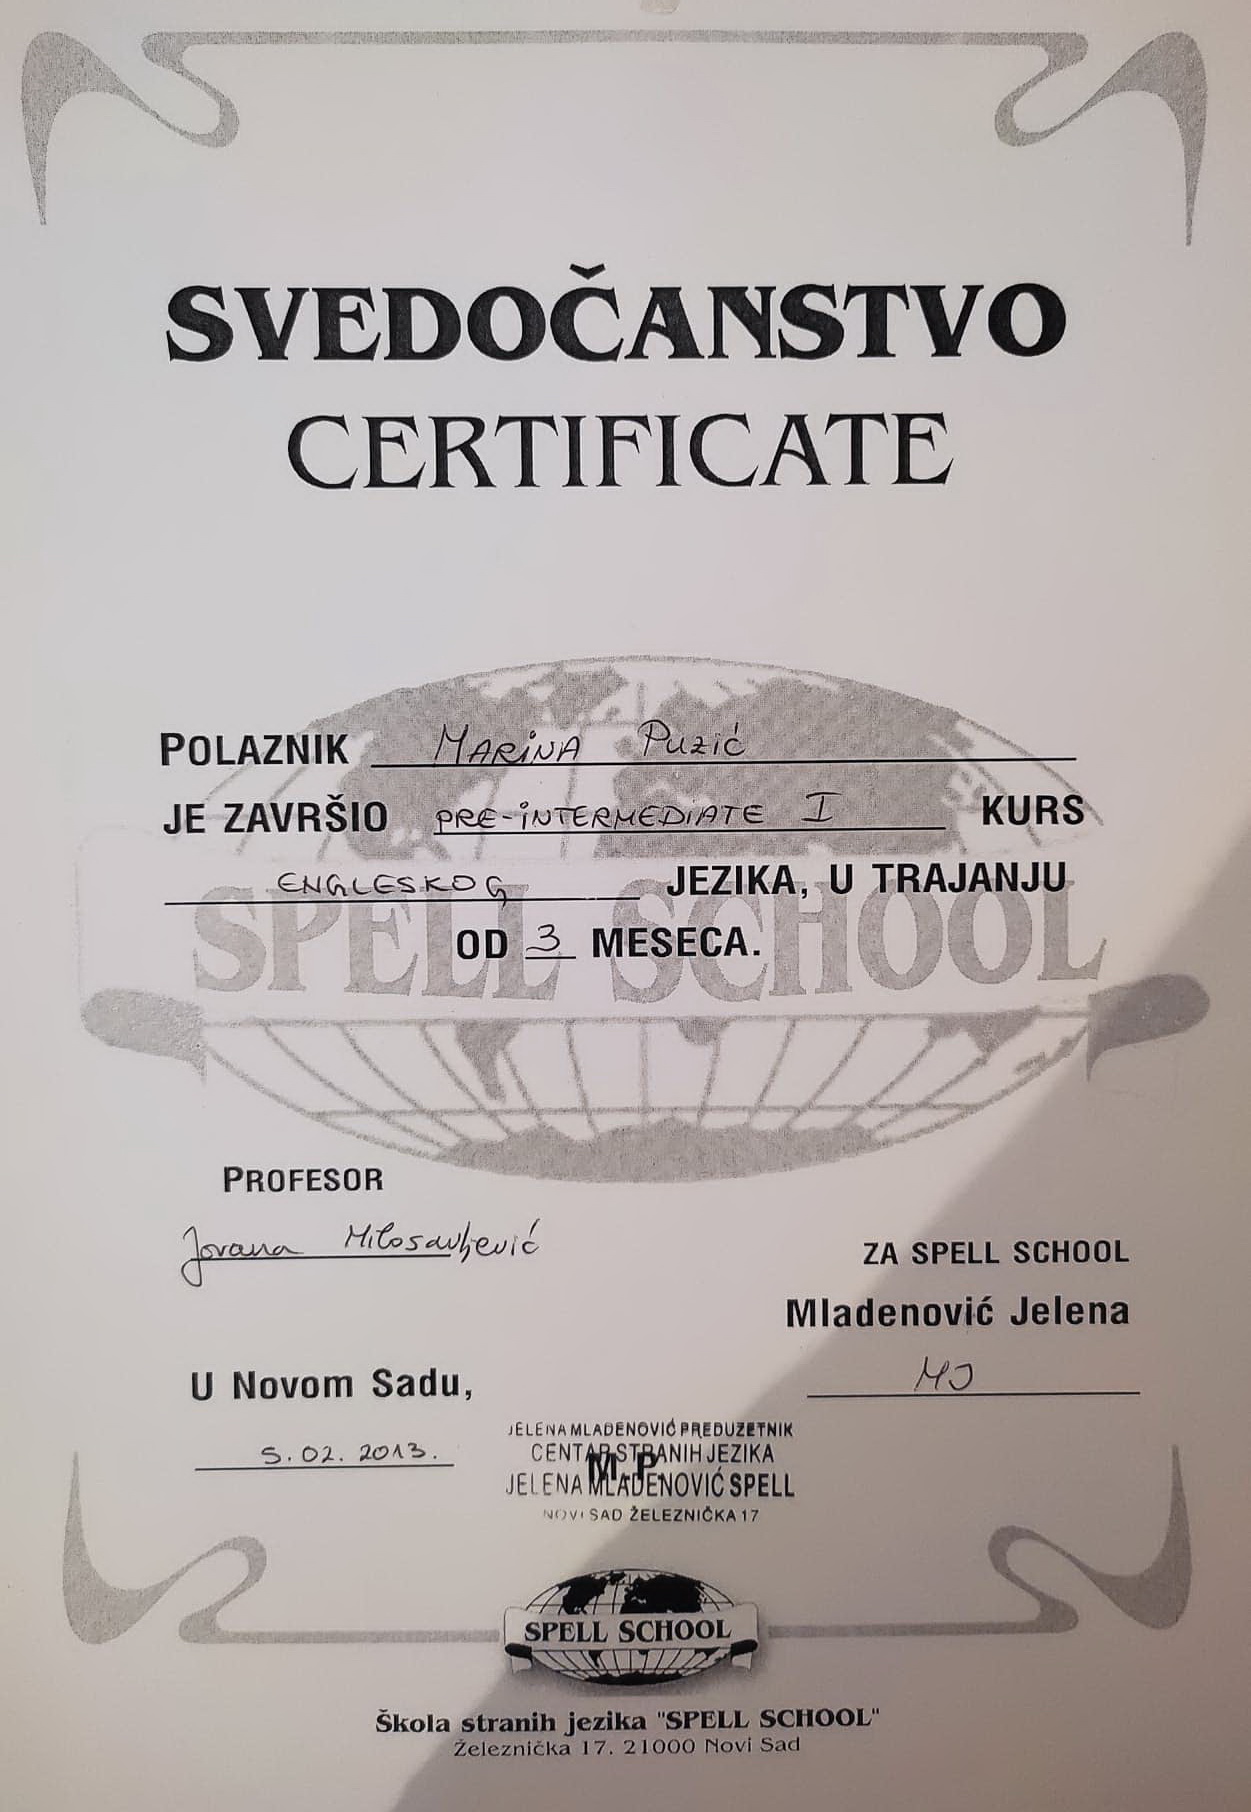 SVEDOČANSTVO
CERTIFICATE
POLAZNIK Marina Puzić
JE ZAVRŠIO PRE-INTERMEDIATE I KURS
ENGLESKOG JEZIKA, U TRAJANJU
SPELL SCHOOL
OD 3 MESECA.
PROFESOR
Jovana Milosavljević
ZA SPELL SCHOOL
Mladenović Jelena
MJ
U Novom Sadu,
5.02.2013.
JELENA MLADENOVIĆ PREDUZETNIK
CENTAR STRANIH JEZIKA
M.P.
JELENA MLADENOVIĆ SPELL
NOVI SAD ŽELEZNIČKA 17
SPELL SCHOOL
Škola stranih jezika "SPELL SCHOOL"
Železnička 17. 21000 Novi Sad